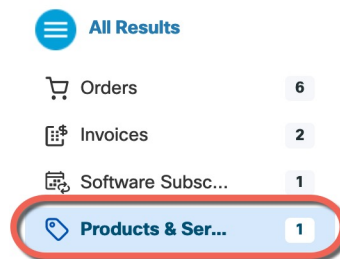 All Results
Orders 6
Invoices 2
Software Subsc... 1
Products & Ser... 1